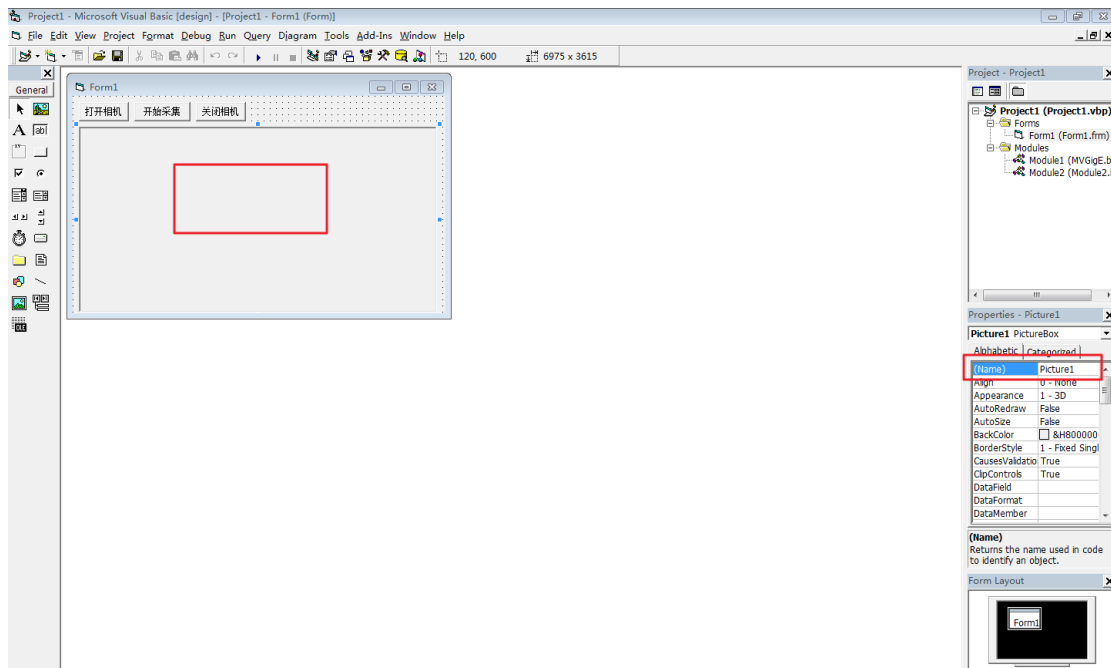 Project1 - Microsoft Visual Basic [design] - [Project1 - Form1 (Form)]
File Edit View Project Format Debug Run Query Diagram Tools Add-Ins Window Help
120, 600 6975 x 3615
General
A ab|
Form1
打开相机 开始采集 关闭相机
Project - Project1
Project1 (Project1.vbp)
Forms
Form1 (Form1.frm)
Modules
Module1 (MVGigE.b
Module2 (Module2.
Properties - Picture1
Picture1 PictureBox
Alphabetic Categorized
(Name) Picture1
Align 0 - None
Appearance 1 - 3D
AutoRedraw False
AutoSize False
BackColor &H800000
BorderStyle 1 - Fixed Singl
CausesValidatio True
ClipControls True
DataField
DataFormat
DataMember
(Name)
Returns the name used in code
to identify an object.
Form Layout
Form1